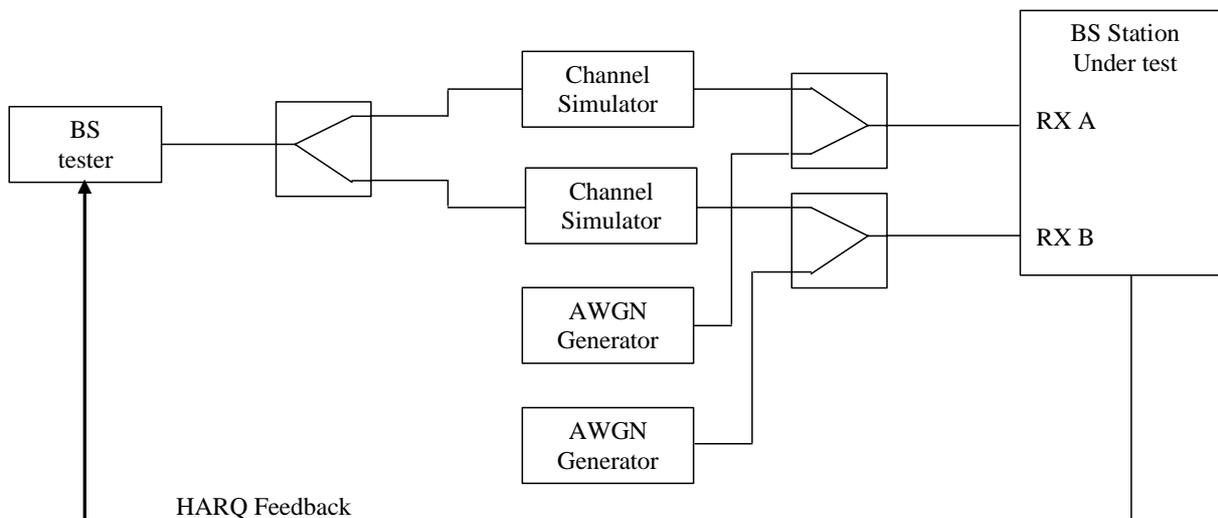 BS Station
Under test
Channel
Simulator
BS
tester
RX A
Channel
Simulator
RX B
AWGN
Generator
AWGN
Generator
HARQ Feedback